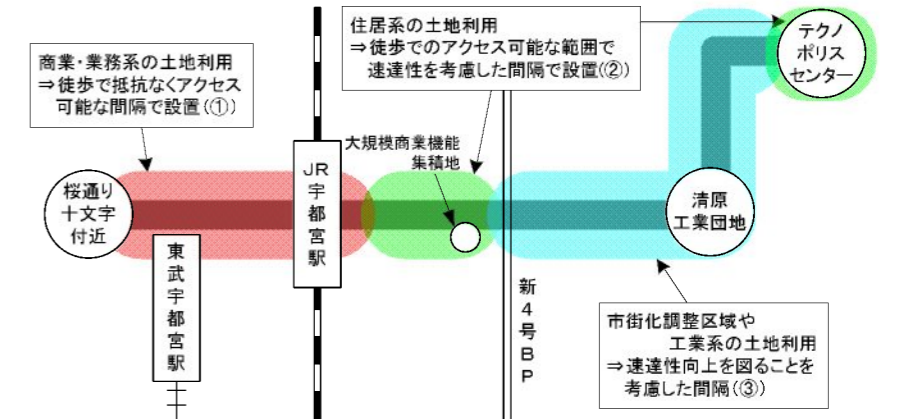 商業・業務系の土地利用
⇒徒歩で抵抗なくアクセス
可能な間隔で設置(①)
住居系の土地利用
⇒徒歩でのアクセス可能な範囲で
速達性を考慮した間隔で設置(②)
テクノ
ポリス
センター
大規模商業機能
集積地
桜通り
十文字
付近
JR宇都宮駅
東武宇都宮駅
清原
工業団地
新4号BP
市街化調整区域や
工業系の土地利用
⇒速達性向上を図ることを
考慮した間隔(③)